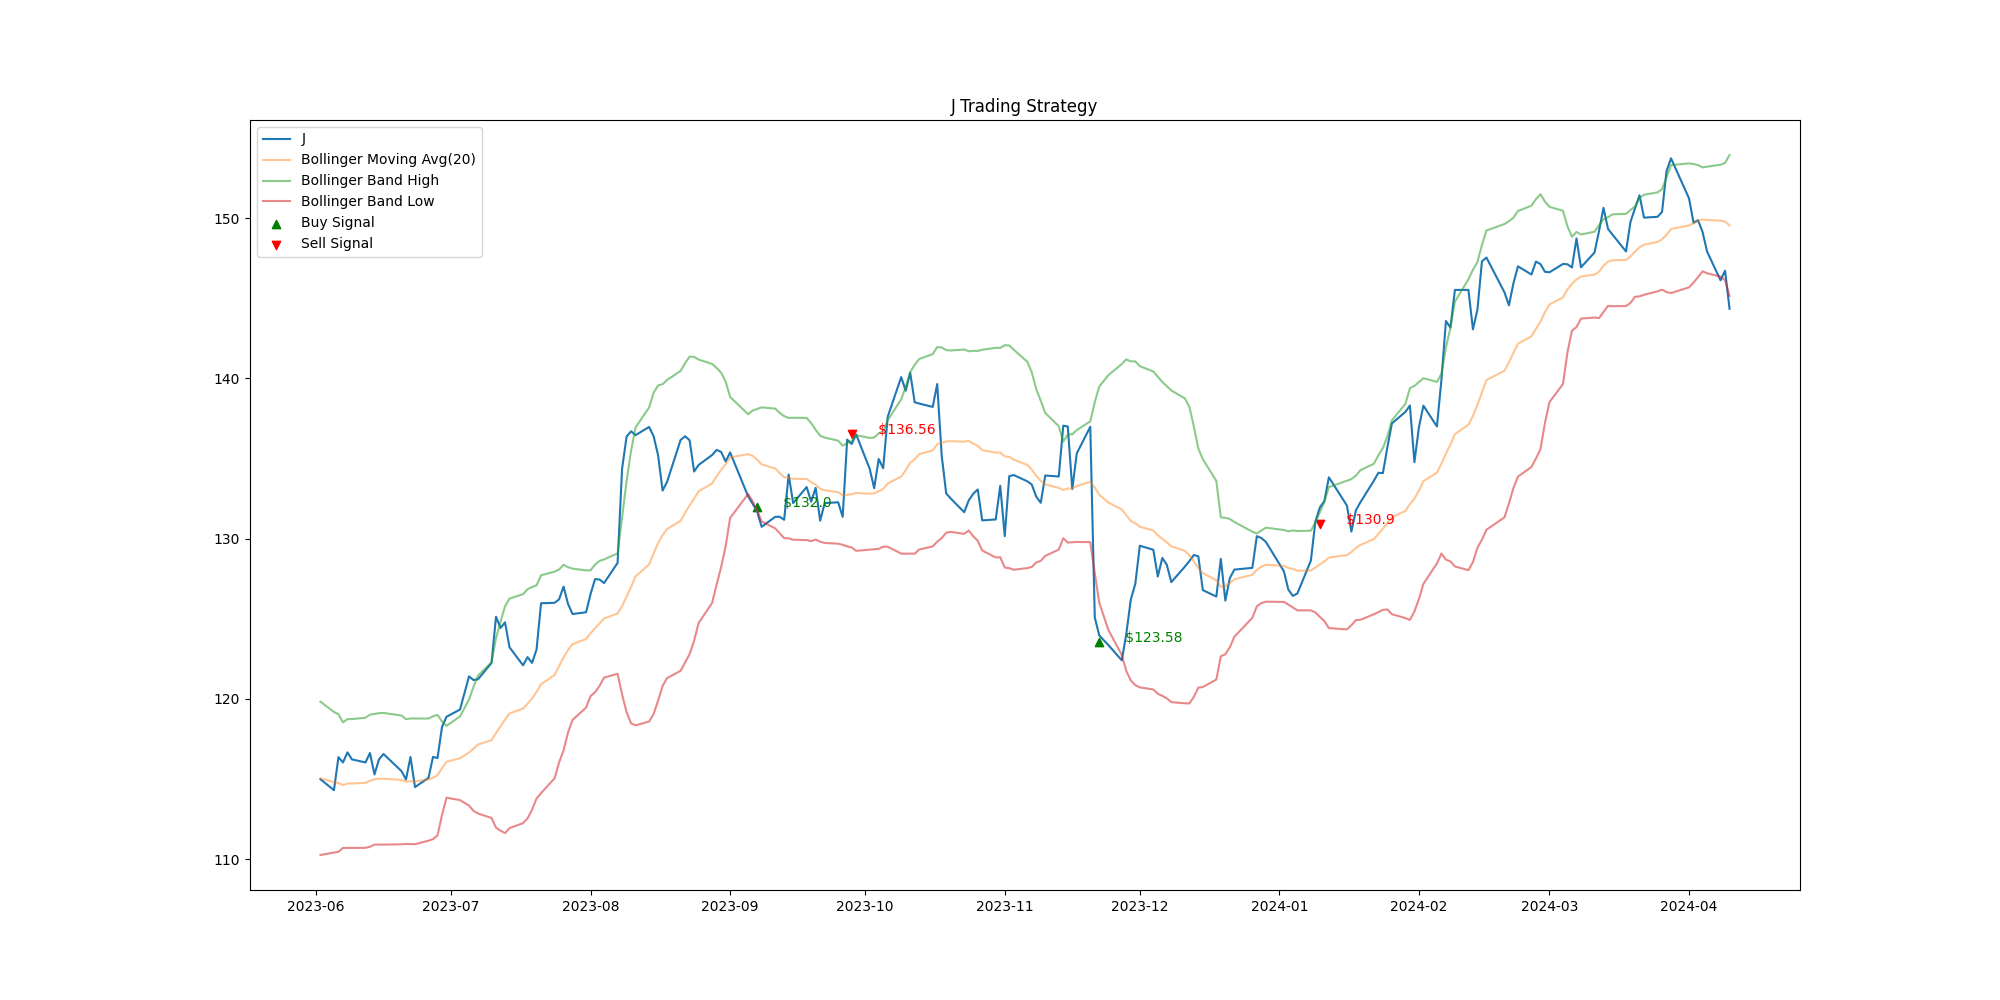 J Trading Strategy
J
Bollinger Moving Avg(20)
Bollinger Band High
Bollinger Band Low
Buy Signal
Sell Signal
150
140
130
120
110
$136.56
$132.0
$130.9
$123.58
2023-06
2023-07
2023-08
2023-09
2023-10
2023-11
2023-12
2024-01
2024-02
2024-03
2024-04